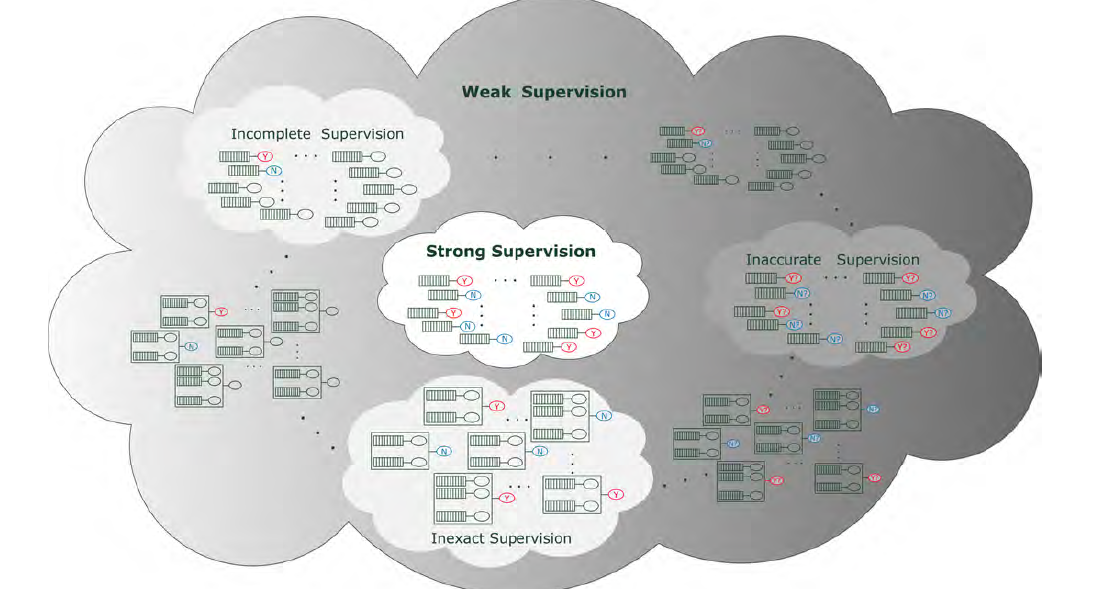 Weak Supervision
Incomplete Supervision
Y
N
Y?
N?
Strong Supervision
Y Y
N N
Y N
N Y
N Y
Inaccurate Supervision
Y? Y?
N? N?
Y? N?
N? Y?
N? Y?
Y
N
Y
N
N N
Y Y
N?
N?
N? N?
Y?
Y?
Inexact Supervision